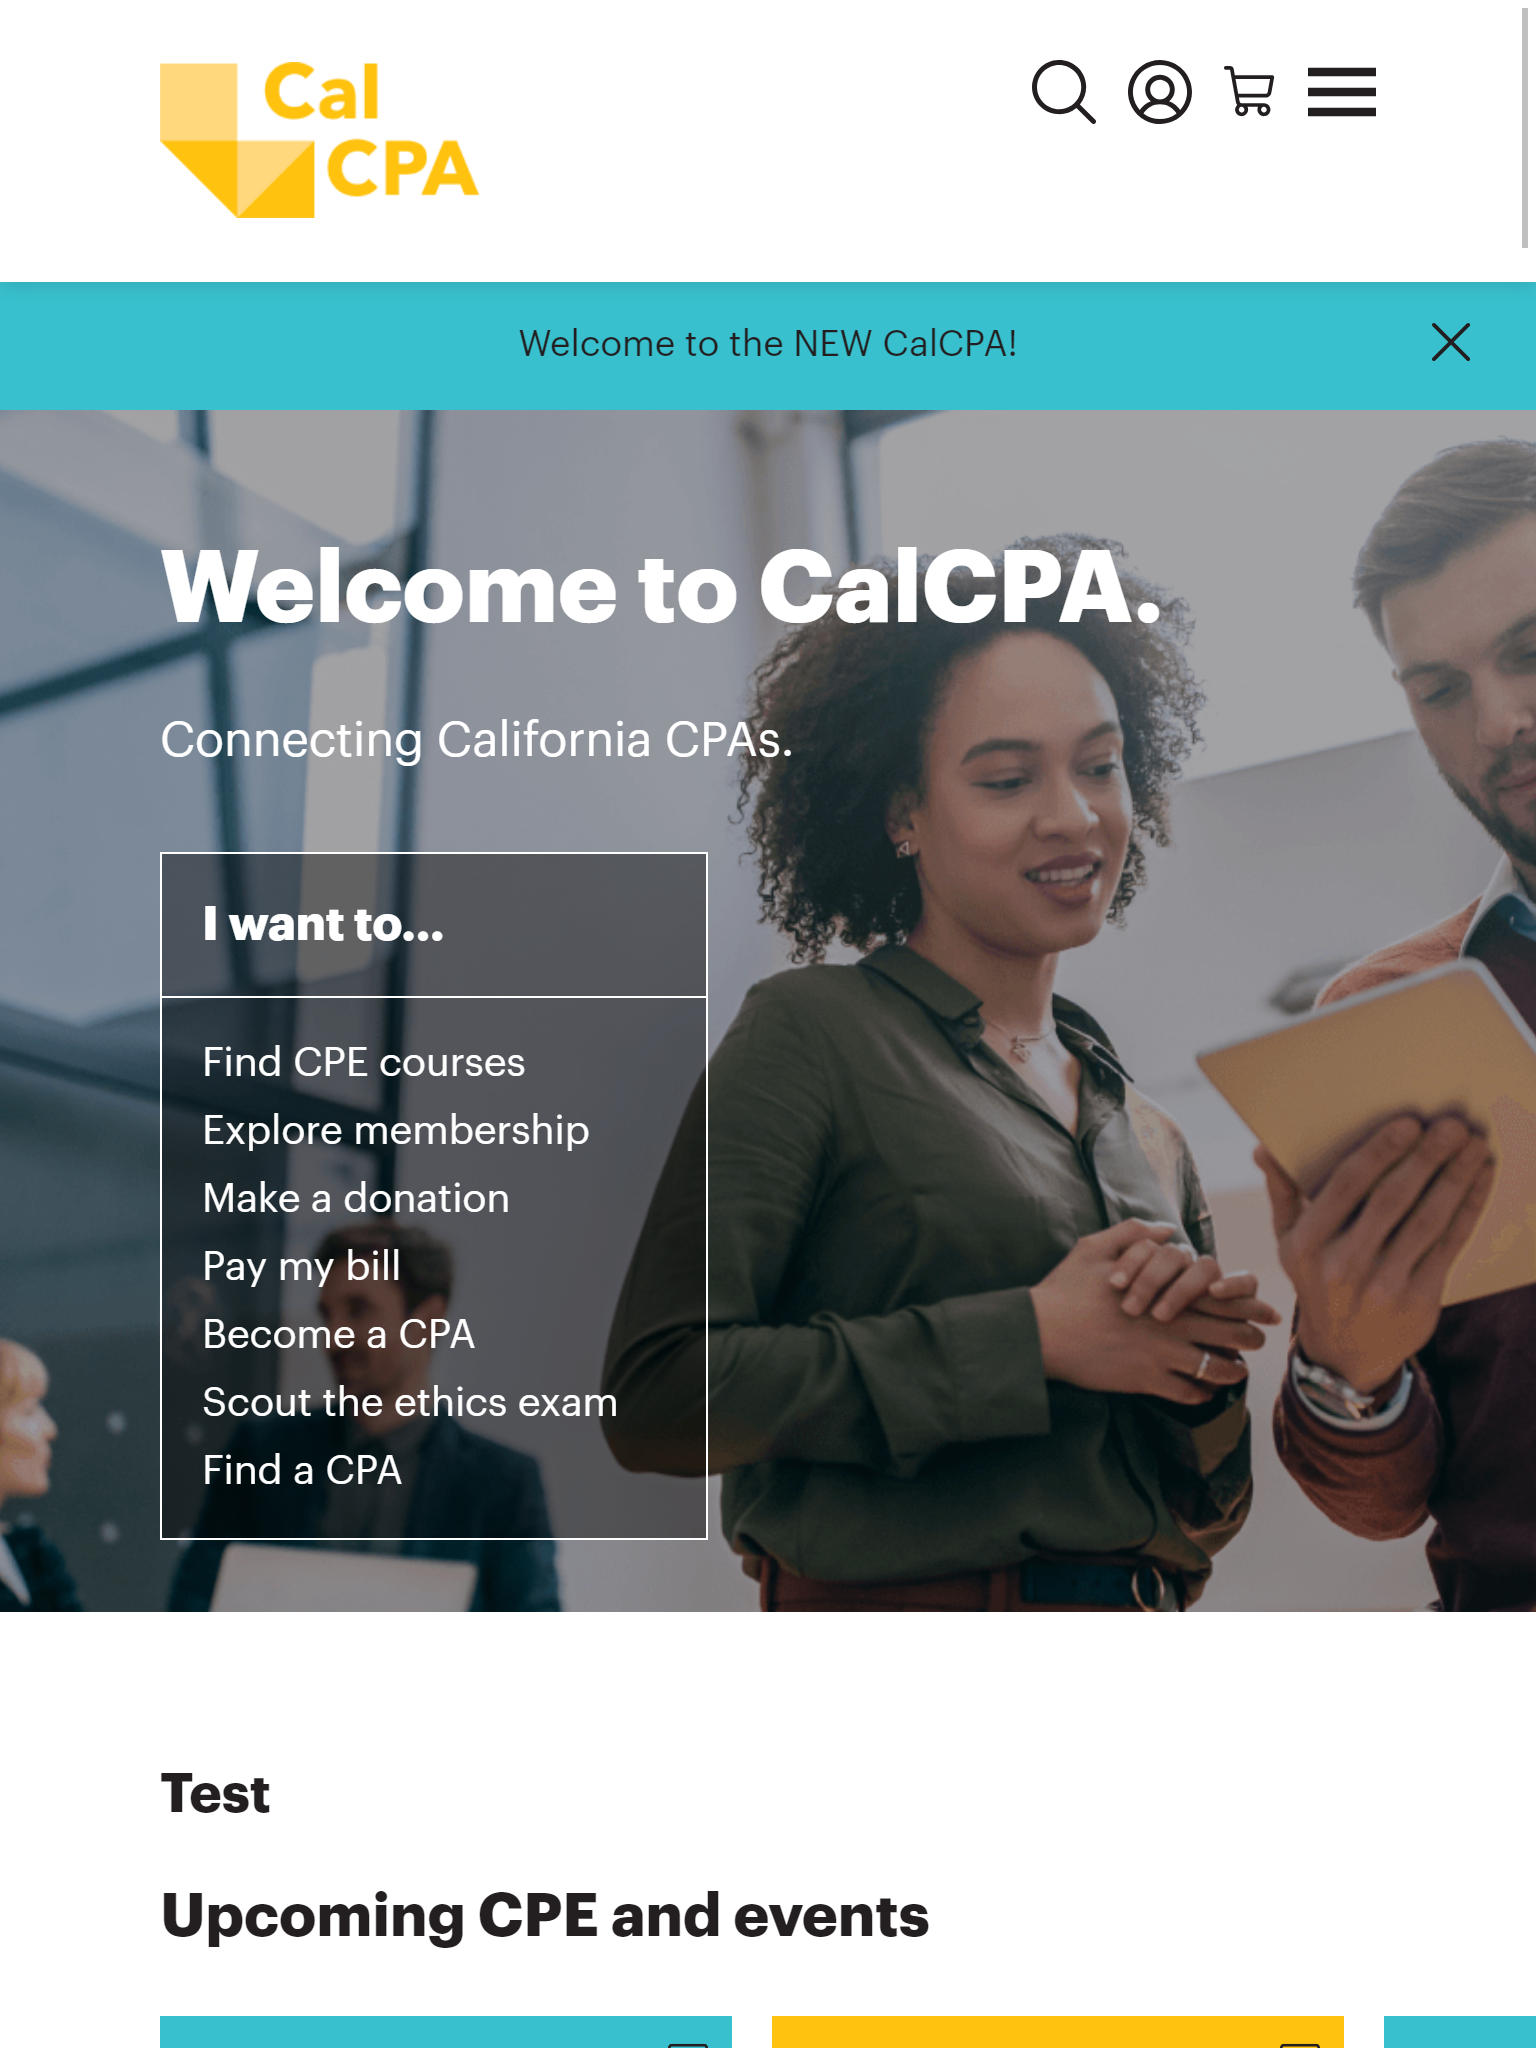 Cal
CPA
Welcome to the NEW CalCPA!
Welcome to CalCPA.
Connecting California CPAs.
I want to...
Find CPE courses
Explore membership
Make a donation
Pay my bill
Become a CPA
Scout the ethics exam
Find a CPA
Test
Upcoming CPE and events